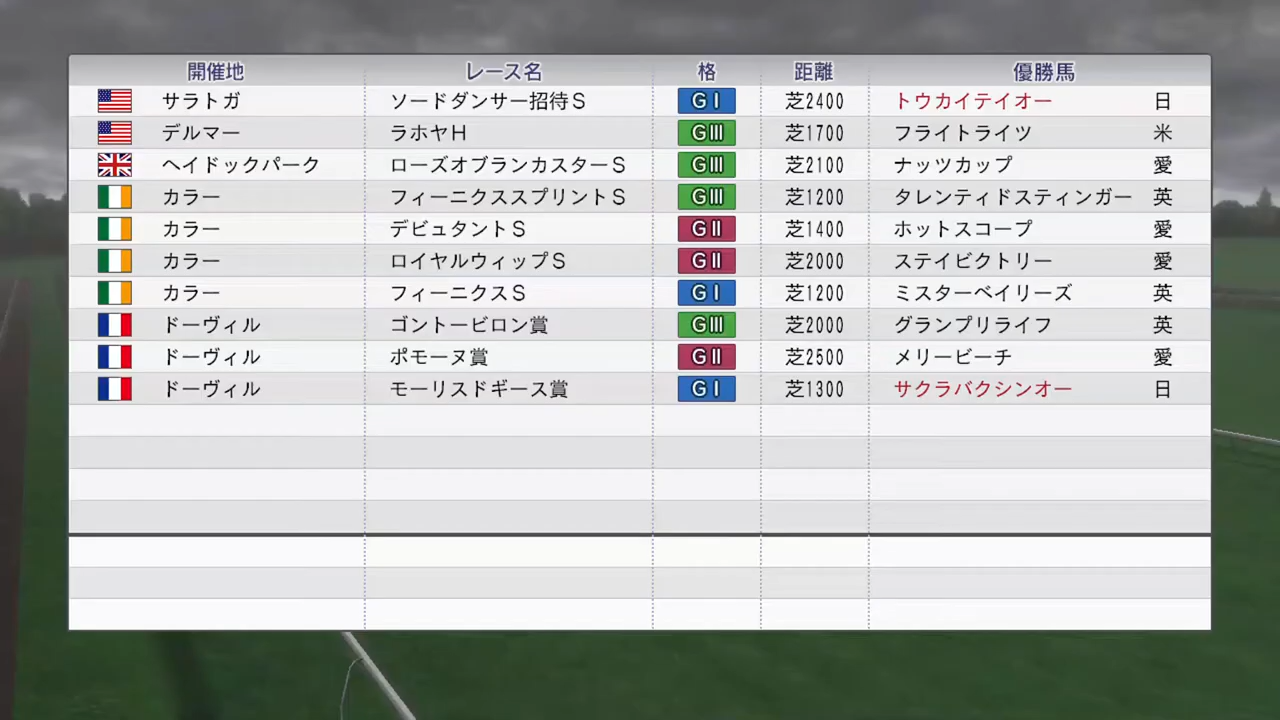 開催地 レース名 格 距離 優勝馬
サラトガ ソードダンサー招待S GI 芝2400 トウカイテイオー 日
デルマー ラホヤH GIII 芝1700 フライトライツ 米
ヘイドックパーク ローズオブランカスターS GIII 芝2100 ナッツカップ 愛
カラー フィーニクススプリントS GIII 芝1200 タレンティドスティンガー 英
カラー デビュタントS GII 芝1400 ホットスコープ 愛
カラー ロイヤルウィップS GII 芝2000 ステイビクトリー 愛
カラー フィーニクスS GI 芝1200 ミスターベイリーズ 英
ドーヴィル ゴントービロン賞 GIII 芝2000 グランプリライフ 英
ドーヴィル ポモーヌ賞 GII 芝2500 メリービーチ 愛
ドーヴィル モーリスドギース賞 GI 芝1300 サクラバクシンオー 日